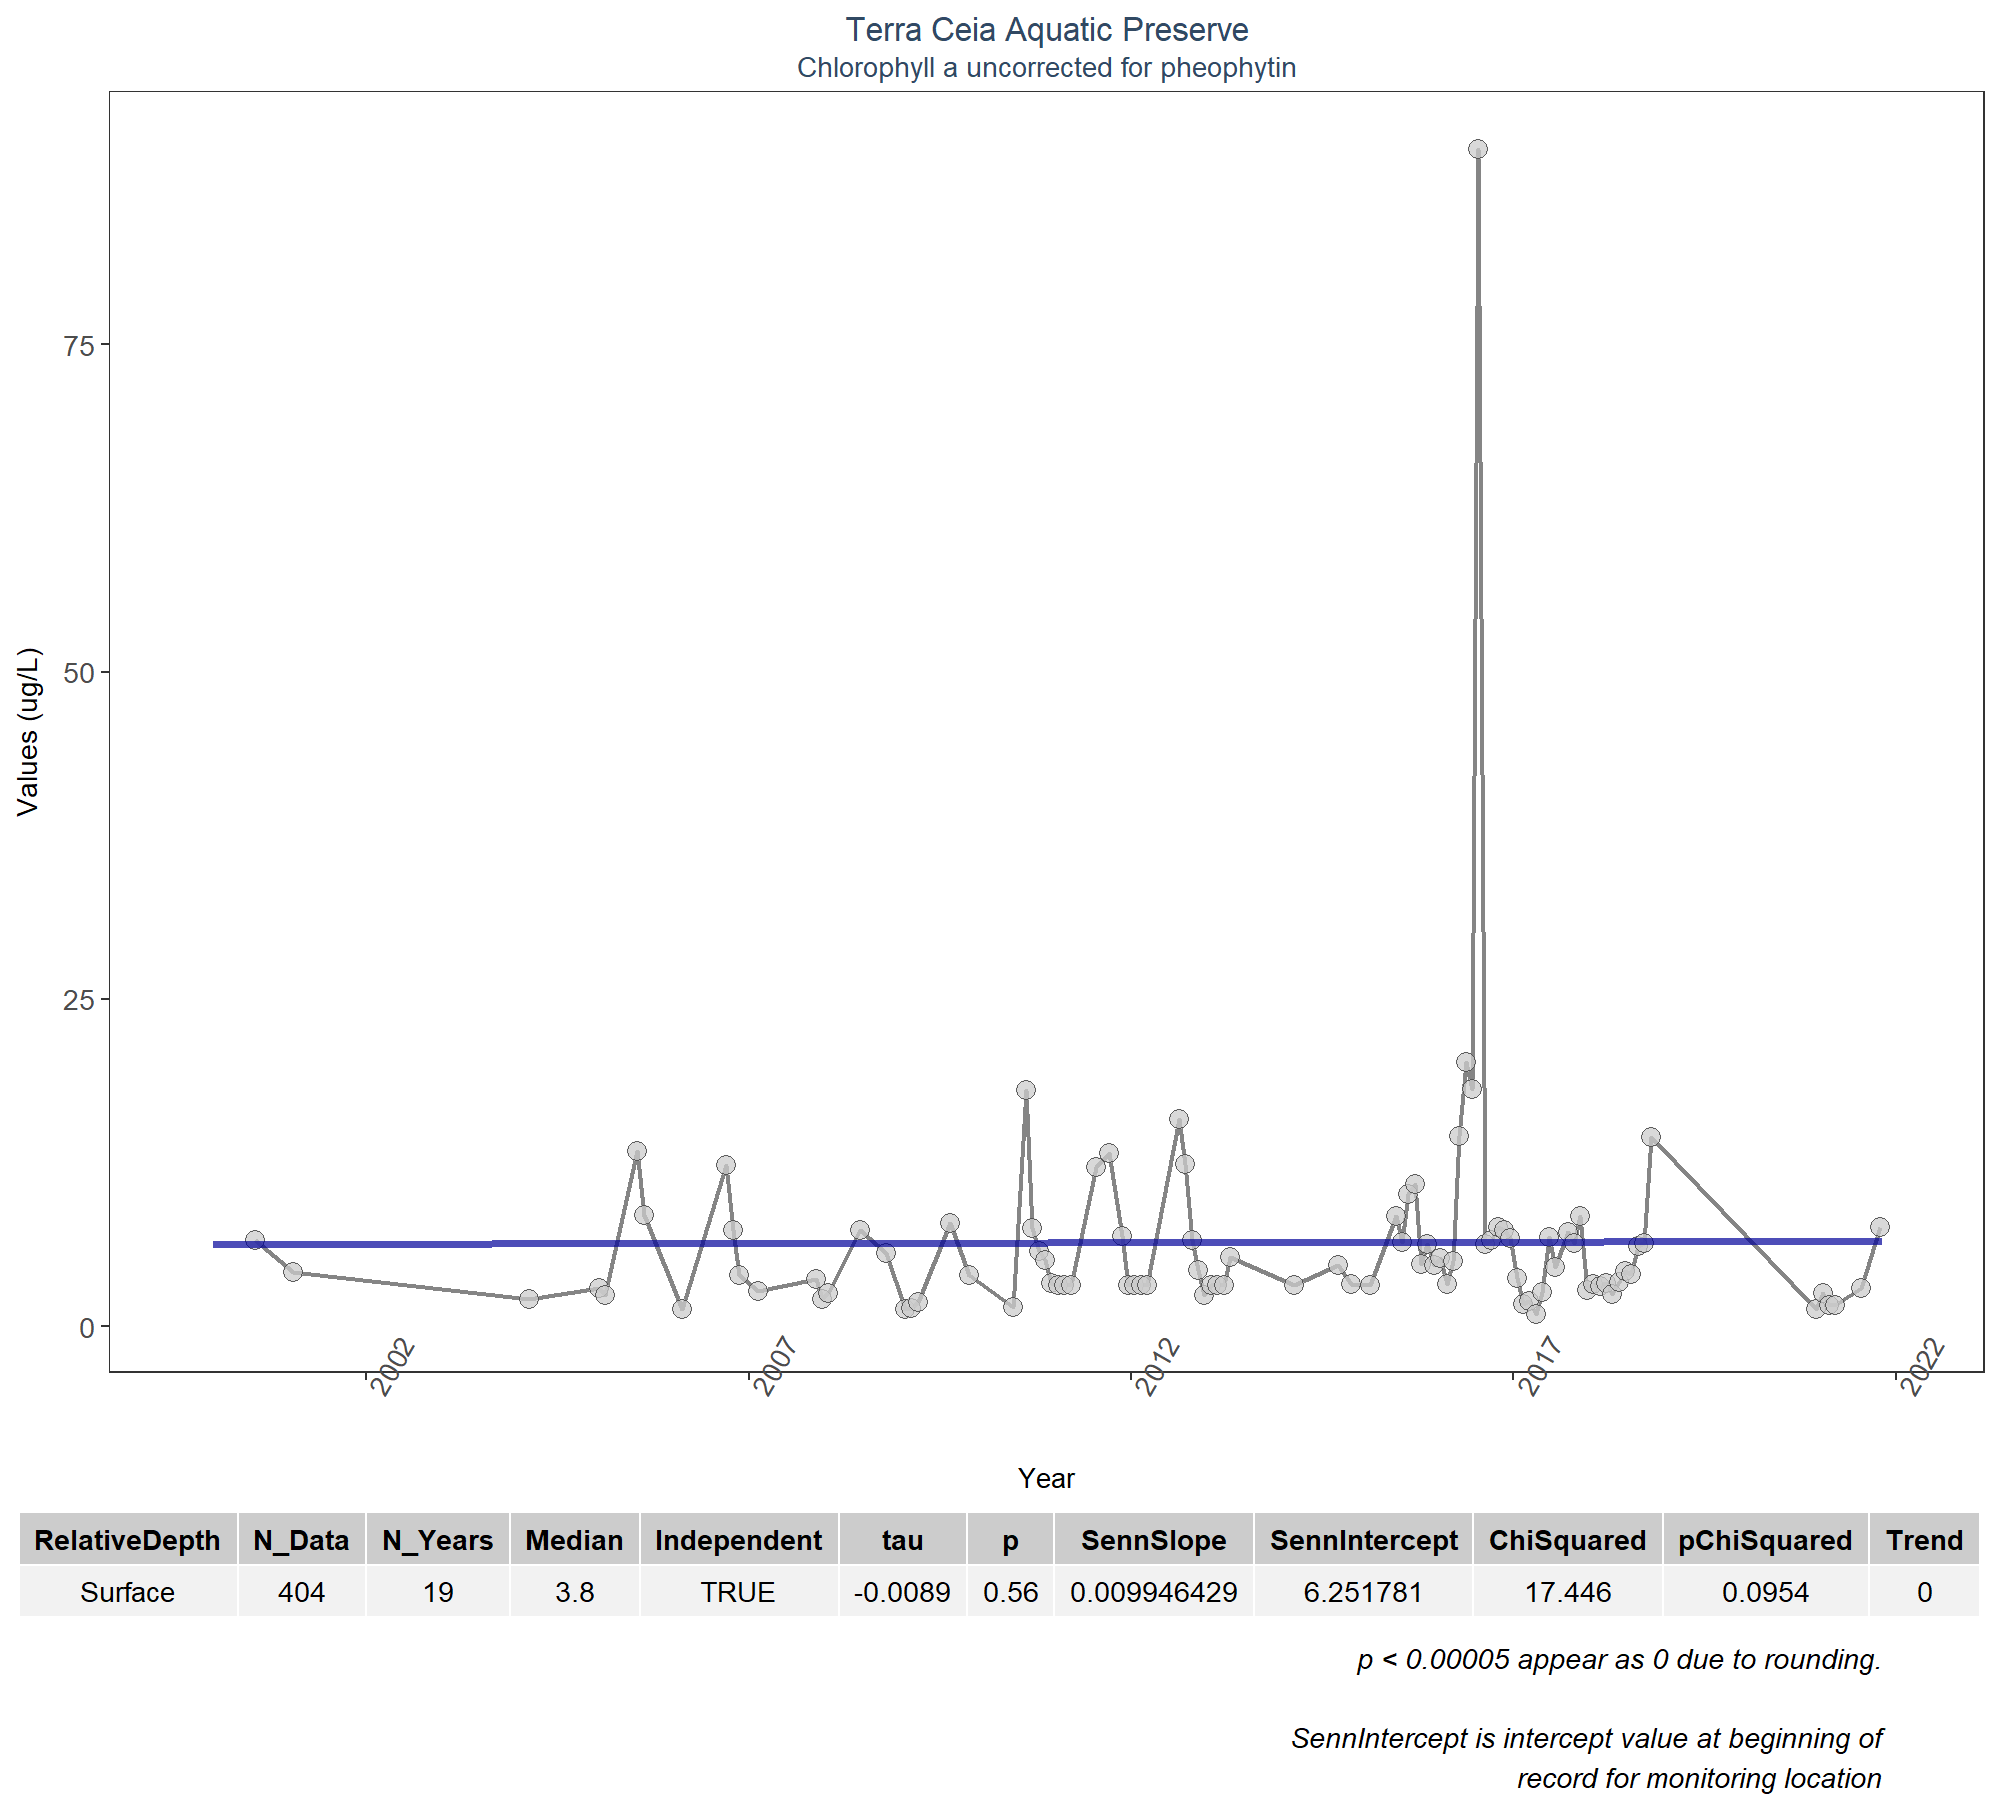 Terra Ceia Aquatic Preserve
Chlorophyll a uncorrected for pheophytin
Values (ug/L)
75
50
25
0
2002
2007
2012
2017
2022
Year
RelativeDepth N_Data N_Years Median Independent tau p SennSlope SennIntercept ChiSquared pChiSquared Trend
Surface 404 19 3.8 TRUE -0.0089 0.56 0.009946429 6.251781 17.446 0.0954 0
p < 0.00005 appear as 0 due to rounding.
SennIntercept is intercept value at beginning of
record for monitoring location